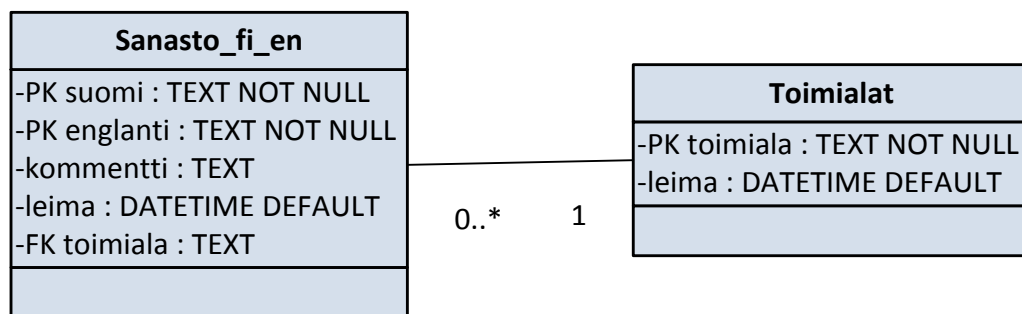 Sanasto_fi_en
-PK suomi : TEXT NOT NULL
-PK englanti : TEXT NOT NULL
-kommentti : TEXT
-leima : DATETIME DEFAULT
-FK toimiala : TEXT
0..*
1
Toimialat
-PK toimiala : TEXT NOT NULL
-leima : DATETIME DEFAULT